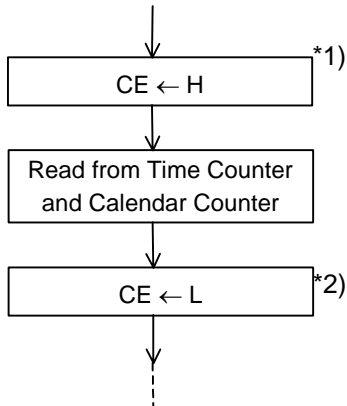 *1)
CE ← H
Read from Time Counter
and Calendar Counter
*2)
CE ← L